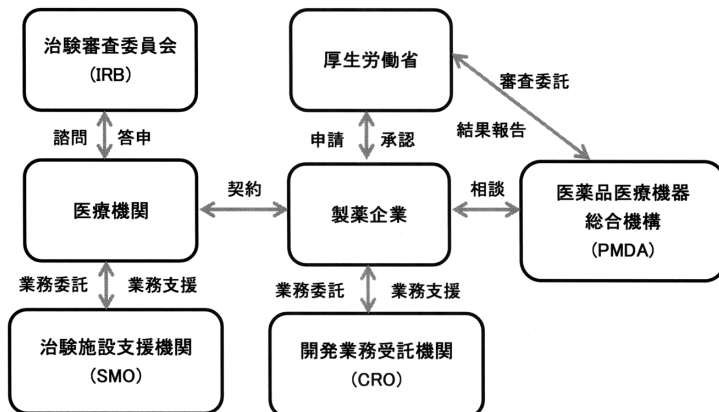 治験審査委員会
(IRB)
厚生労働省
審査委託
諮問 答申
申請 承認
結果報告
医療機関
契約
製薬企業
相談
医薬品医療機器
総合機構
(PMDA)
業務委託 業務支援
業務委託 業務支援
治験施設支援機関
(SMO)
開発業務受託機関
(CRO)